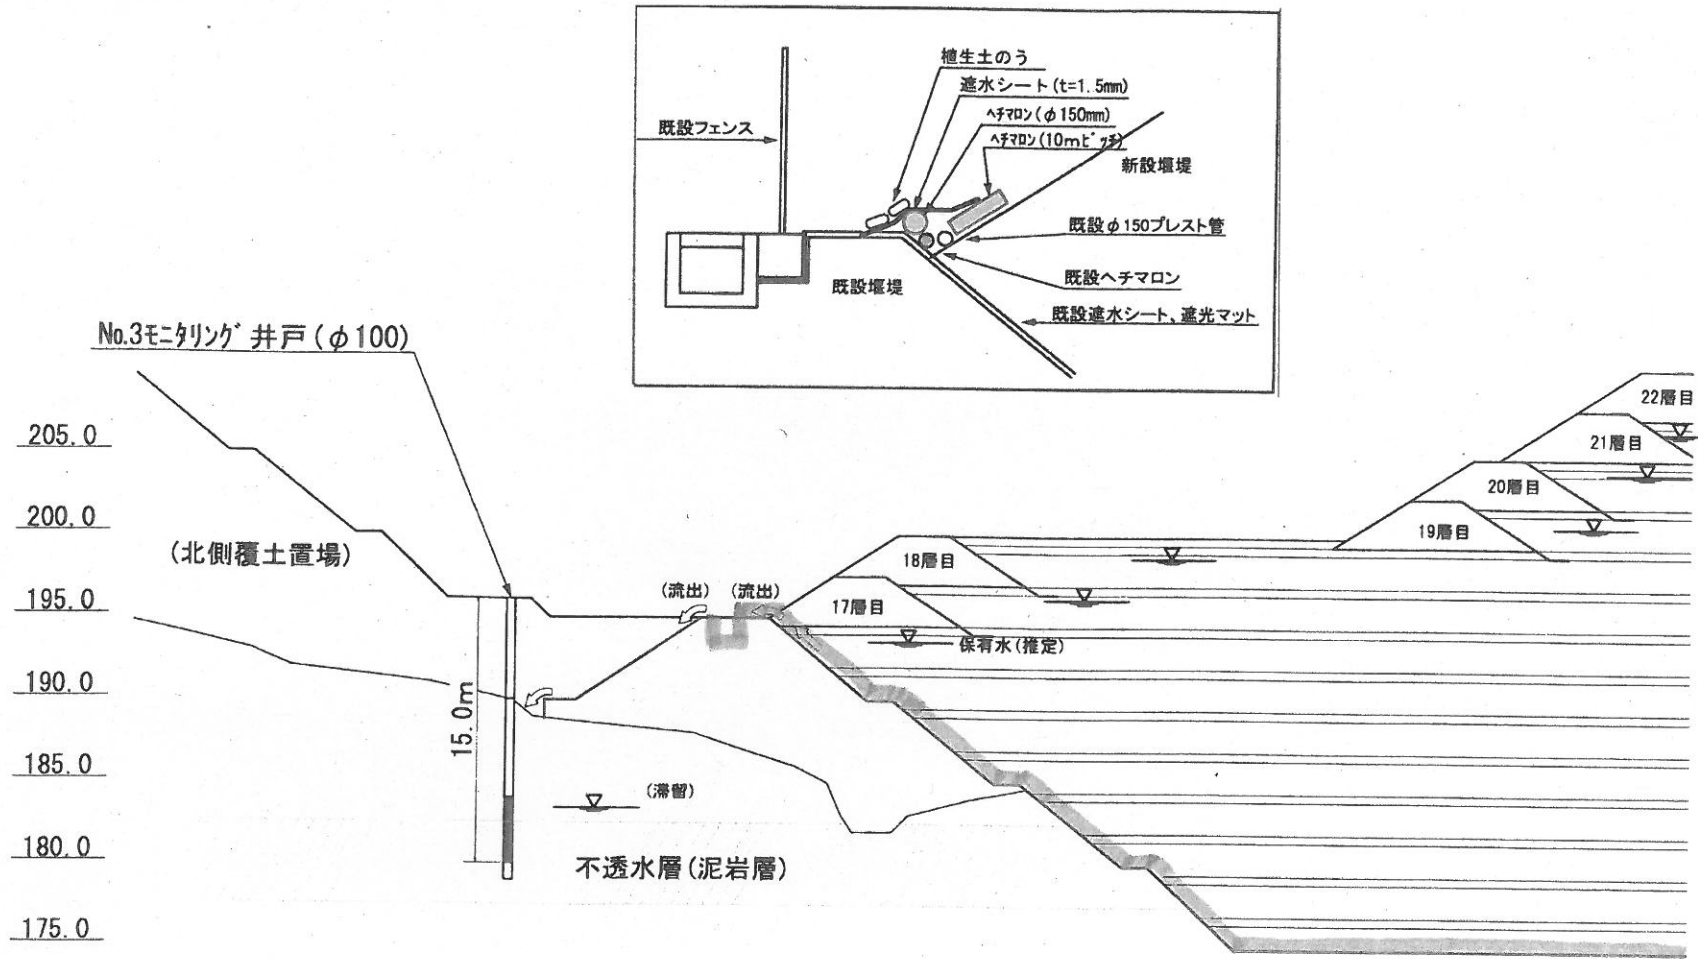 植生土のう
遮水シート(t=1.5mm)
ヘチマロン(φ150mm)
既設フェンス
ヘチマロン(10mピッチ)
新設堰堤
既設φ150プレスト管
既設ヘチマロン
既設堰堤
既設遮水シート、遮光マット
No.3モニタリング井戸(φ100)
22層目
205.0
21層目
20層目
200.0
19層目
(北側覆土置場)
18層目
(流出)
(流出)
195.0
17層目
保有水(推定)
190.0
15.0m
185.0
(滞留)
180.0
不透水層(泥岩層)
175.0